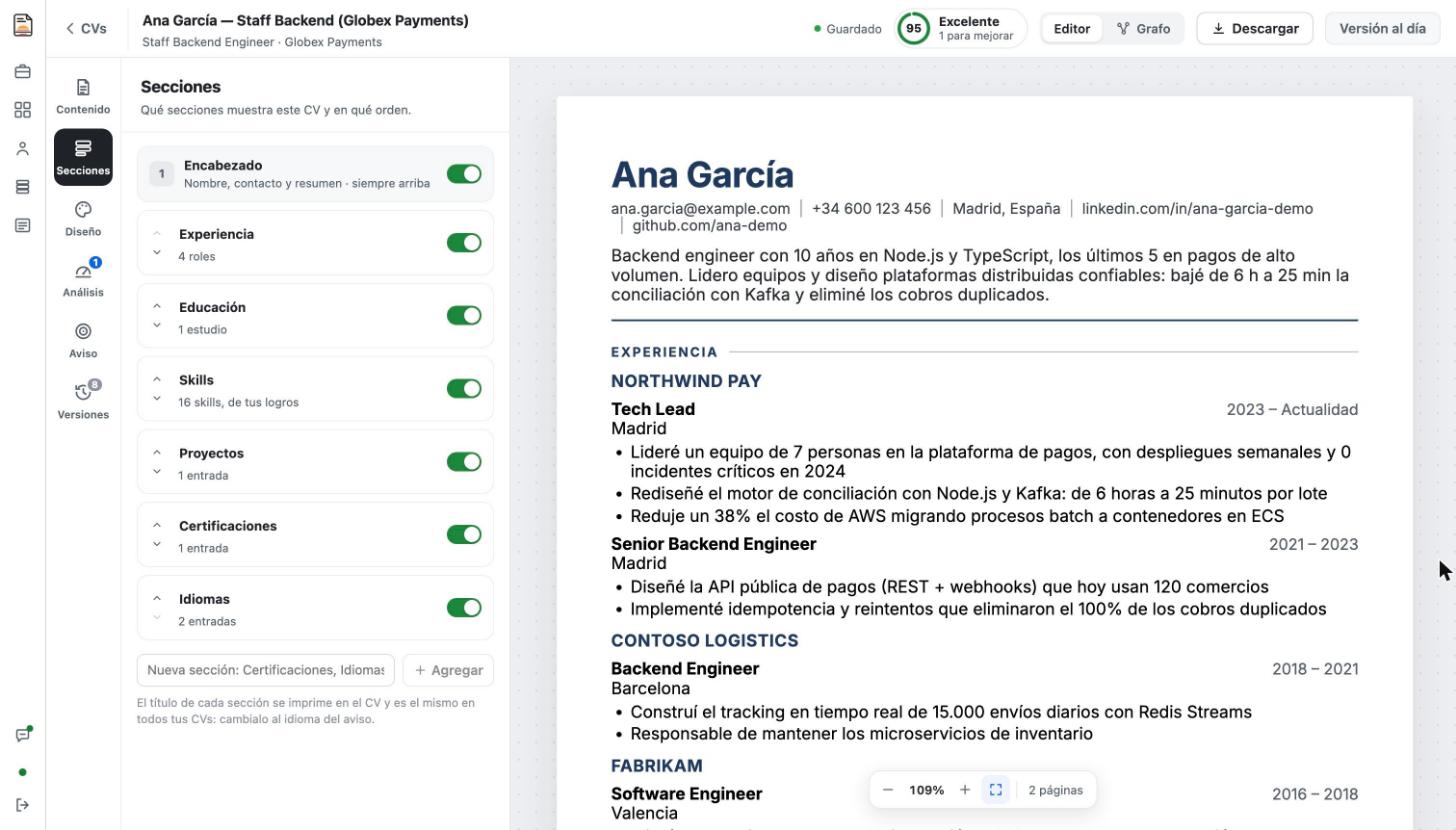 CVs
Ana García — Staff Backend (Globex Payments)
Staff Backend Engineer · Globex Payments
Guardado
95
Excelente
1 para mejorar
Editor
Grafo
Descargar
Versión al día
Contenido
Secciones
Diseño
1
Análisis
Aviso
8
Versiones
Secciones
Qué secciones muestra este CV y en qué orden.
1
Encabezado
Nombre, contacto y resumen · siempre arriba
Experiencia
4 roles
Educación
1 estudio
Skills
16 skills, de tus logros
Proyectos
1 entrada
Certificaciones
1 entrada
Idiomas
2 entradas
Nueva sección: Certificaciones, Idiomas
+ Agregar
El título de cada sección se imprime en el CV y es el mismo en
todos tus CVs: cambialo al idioma del aviso.
Ana García
ana.garcia@example.com | +34 600 123 456 | Madrid, España | linkedin.com/in/ana-garcia-demo
| github.com/ana-demo
Backend engineer con 10 años en Node.js y TypeScript, los últimos 5 en pagos de alto
volumen. Lidero equipos y diseño plataformas distribuidas confiables: bajé de 6 h a 25 min la
conciliación con Kafka y eliminé los cobros duplicados.
EXPERIENCIA
NORTHWIND PAY
Tech Lead 2023 – Actualidad
Madrid
• Lideré un equipo de 7 personas en la plataforma de pagos, con despliegues semanales y 0
incidentes críticos en 2024
• Rediseñé el motor de conciliación con Node.js y Kafka: de 6 horas a 25 minutos por lote
• Reduje un 38% el costo de AWS migrando procesos batch a contenedores en ECS
Senior Backend Engineer 2021 – 2023
Madrid
• Diseñé la API pública de pagos (REST + webhooks) que hoy usan 120 comercios
• Implementé idempotencia y reintentos que eliminaron el 100% de los cobros duplicados
CONTOSO LOGISTICS
Backend Engineer 2018 – 2021
Barcelona
• Construí el tracking en tiempo real de 15.000 envíos diarios con Redis Streams
• Responsable de mantener los microservicios de inventario
FABRIKAM
Software Engineer 2016 – 2018
Valencia
− 109% + 2 páginas